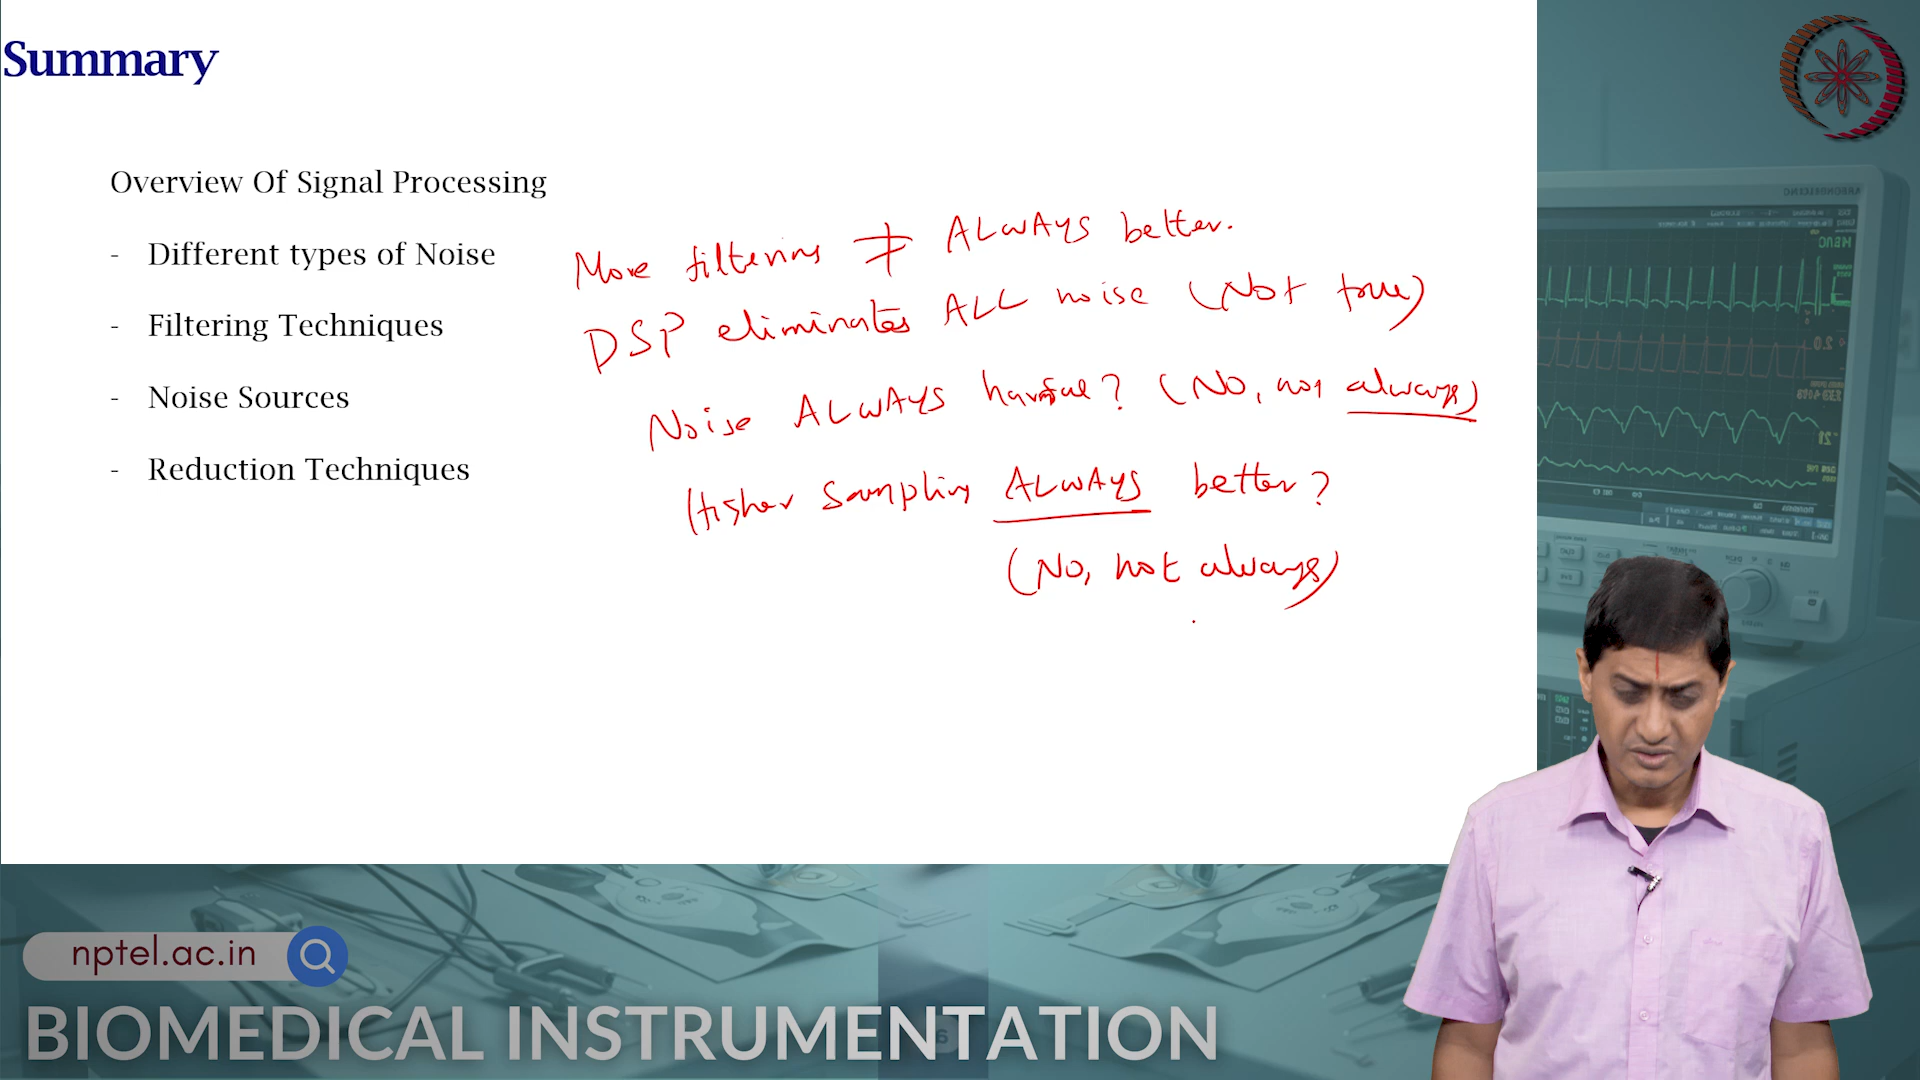 Summary
Overview Of Signal Processing
- Different types of Noise
- Filtering Techniques
- Noise Sources
- Reduction Techniques
More filtering ≠ ALWAYS better.
DSP eliminates ALL noise (Not true)
Noise ALWAYS harmful? (No, not always)
Higher Sampling ALWAYS better?
(No, not always)
nptel.ac.in
BIOMEDICAL INSTRUMENTATION